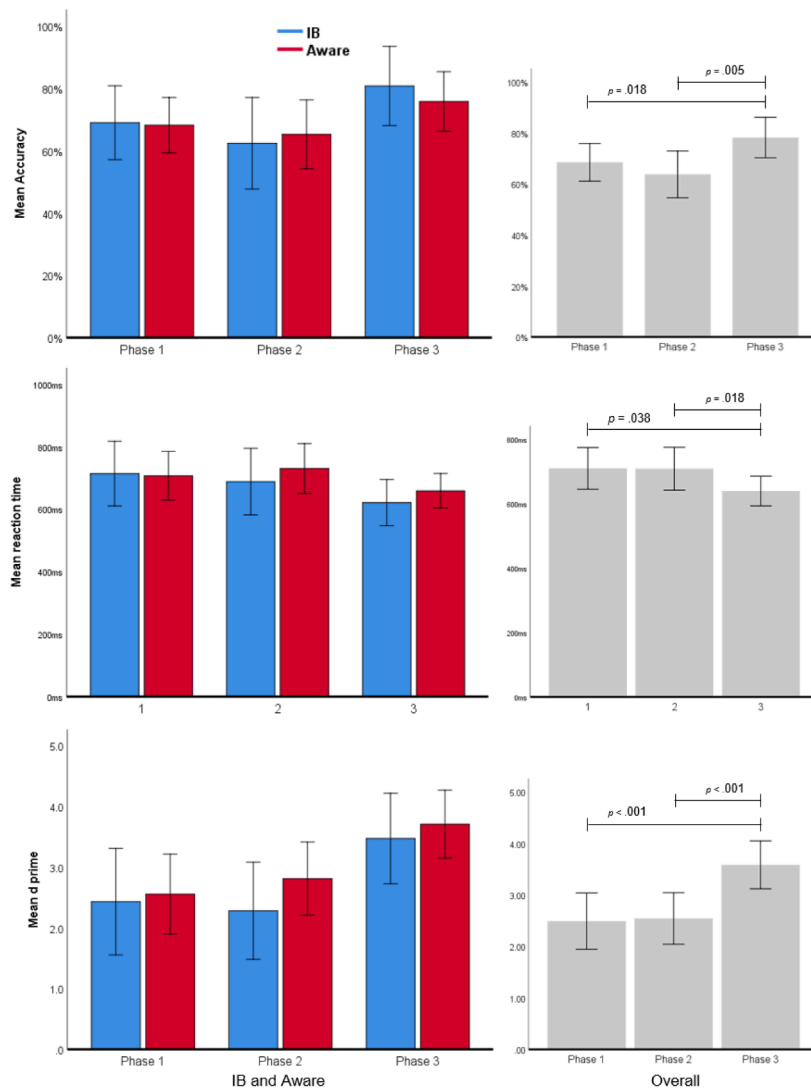 IB
Aware
Mean Accuracy
100%
80%
60%
40%
20%
0%
Phase 1
Phase 2
Phase 3
p = .005
p = .018
100%
80%
60%
40%
20%
0%
Phase 1
Phase 2
Phase 3
Mean reaction time
1000ms
800ms
600ms
400ms
200ms
0ms
1
2
3
p = .018
p = .038
800ms
600ms
400ms
200ms
0ms
1
2
3
Mean d prime
5.0
4.0
3.0
2.0
1.0
.0
Phase 1
Phase 2
Phase 3
IB and Aware
p < .001
p < .001
5.00
4.00
3.00
2.00
1.00
.00
Phase 1
Phase 2
Phase 3
Overall